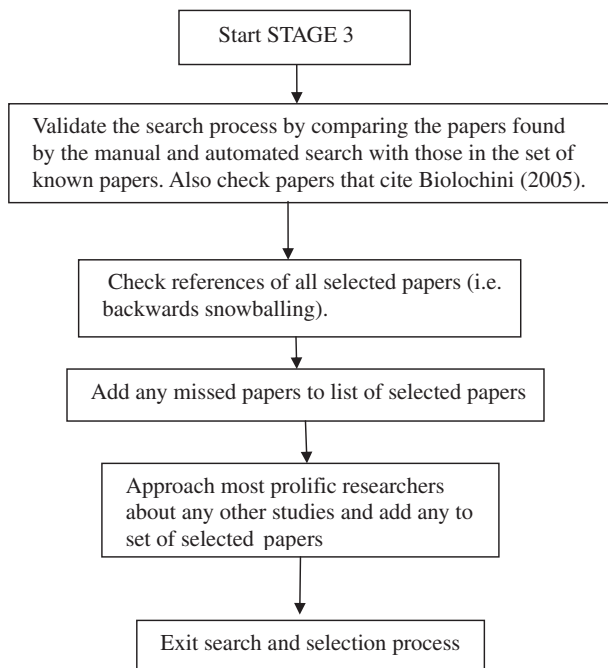 Start STAGE 3
Validate the search process by comparing the papers found
by the manual and automated search with those in the set of
known papers. Also check papers that cite Biolochini (2005).
Check references of all selected papers (i.e.
backwards snowballing).
Add any missed papers to list of selected papers
Approach most prolific researchers
about any other studies and add any to
set of selected papers
Exit search and selection process